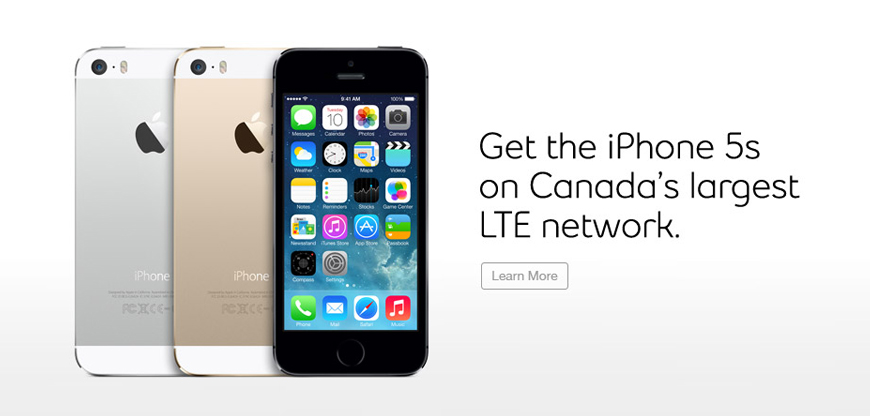 9:41 AM 100%
Tuesday
10
Messages Calendar Photos Camera
Weather Clock Maps Videos
Notes Reminders Stocks Game Center
Newsstand iTunes Store App Store Passbook
Compass Settings
Phone Mail Safari Music
iPhone
iPhone
Get the iPhone 5s
on Canada’s largest
LTE network.
Learn More